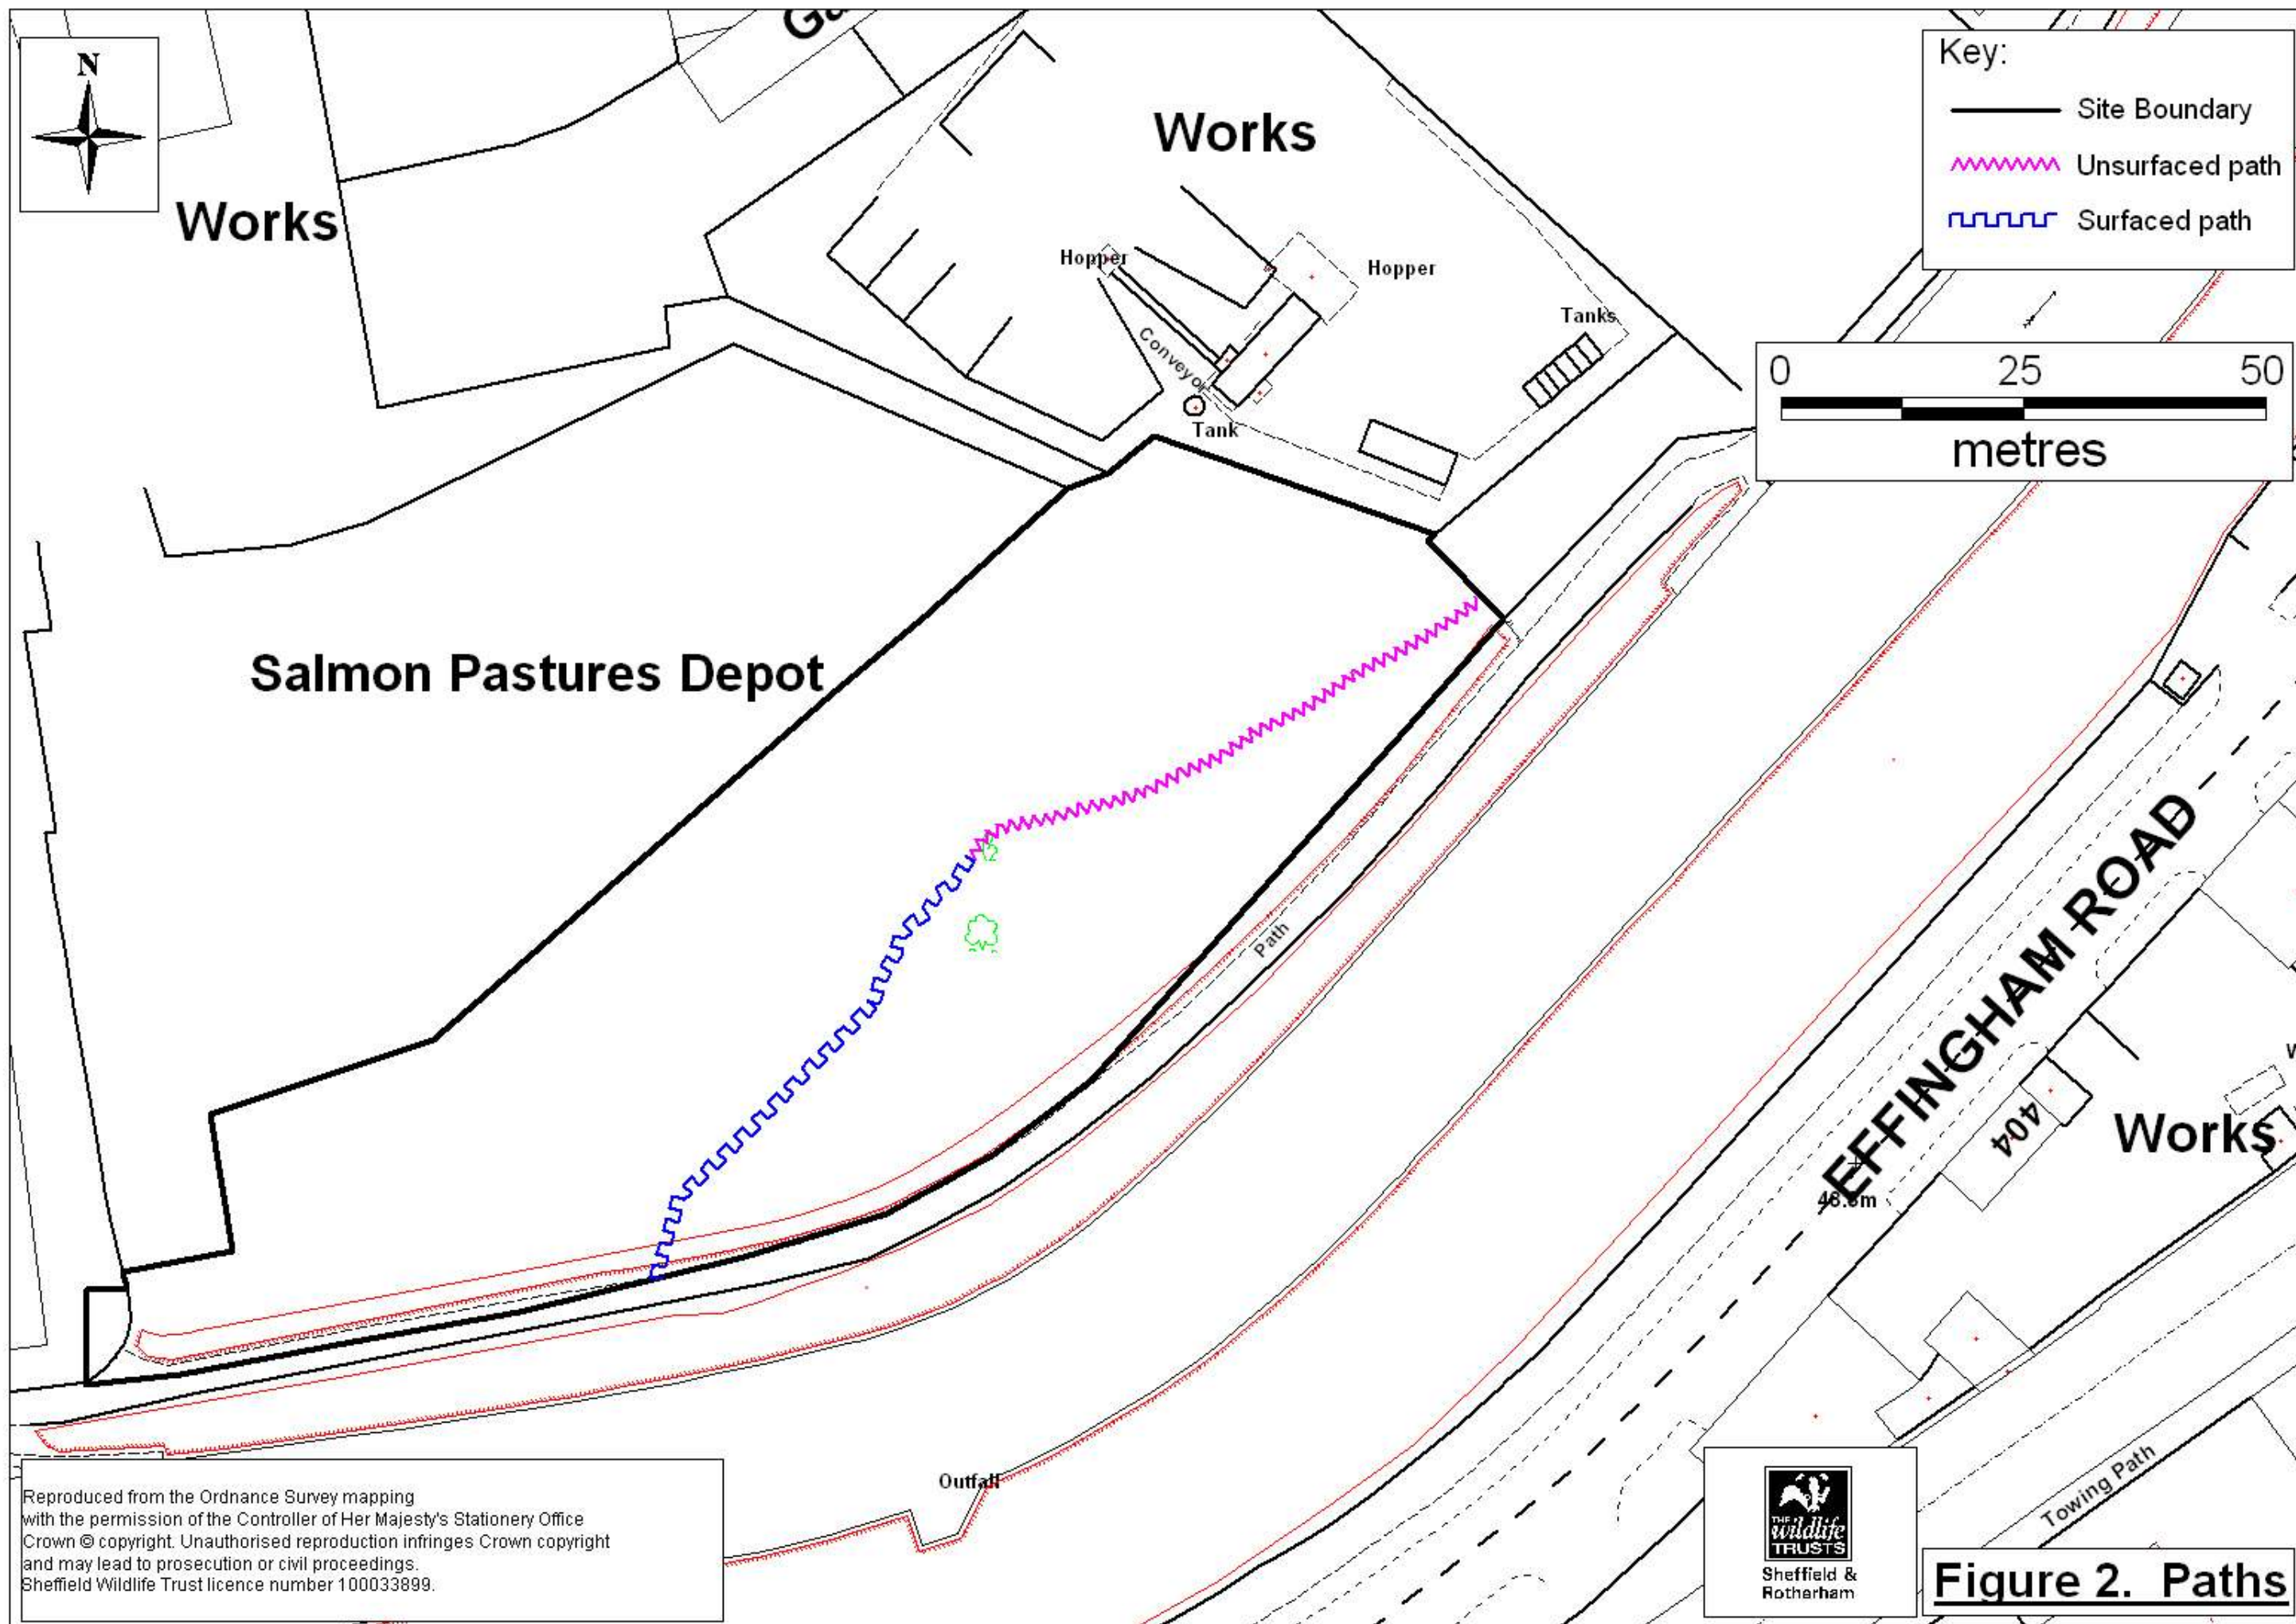 N
Works
Works
Key:
Site Boundary
Unsurfaced path
Surfaced path
Hopper
Hopper
Conveyor
Tank
Tanks
0 25 50
metres
Salmon Pastures Depot
Path
EFFINGHAM ROAD
404
Works
Outfall
Towing Path
Reproduced from the Ordnance Survey mapping
with the permission of the Controller of Her Majesty's Stationery Office
Crown © copyright. Unauthorised reproduction infringes Crown copyright
and may lead to prosecution or civil proceedings.
Sheffield Wildlife Trust licence number 100033899.
THE
wildlife
TRUSTS
Sheffield &
Rotherham
Figure 2. Paths